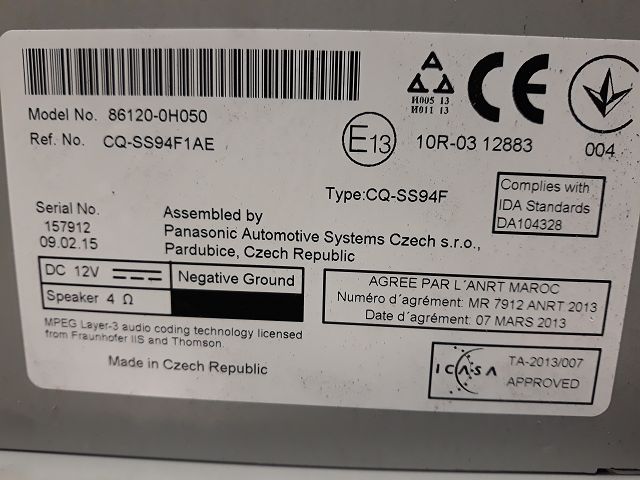 Model No. 86120-0H050
Ref. No. CQ-SS94F1AE
H005 13
H011 13
CE
E13
10R-03 12883
004
Type:CQ-SS94F
Complies with
IDA Standards
DA104328
Serial No.
157912
09.02.15
Assembled by
Panasonic Automotive Systems Czech s.r.o.,
Pardubice, Czech Republic
DC 12V
Negative Ground
Speaker 4 Ω
AGREE PAR L´ANRT MAROC
Numéro d´agrément: MR 7912 ANRT 2013
Date d´agrément: 07 MARS 2013
MPEG Layer-3 audio coding technology licensed
from Fraunhofer IIS and Thomson.
Made in Czech Republic
ICASA
TA-2013/007
APPROVED